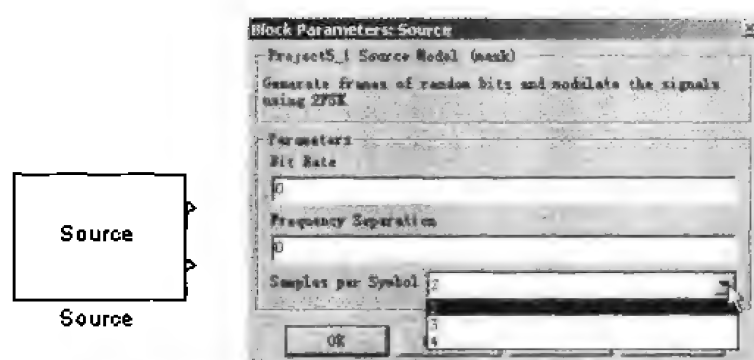 Source
Source
Block Parameters: Source
Project5_1 Source Model (mask)
Generate frames of random bits and modulate the signals
using 2FSK
Parameters
Bit Rate
0
Frequency Separation
0
Samples per Symbol 2
3
4
OK